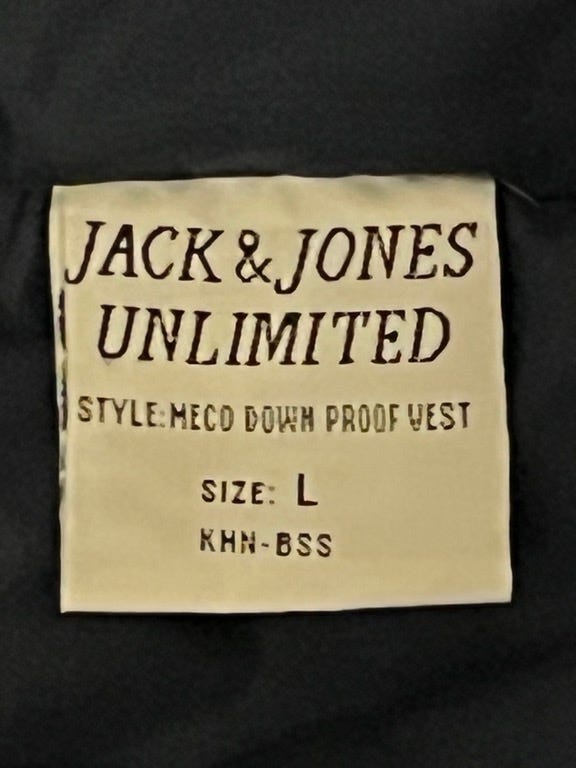 JACK & JONES
UNLIMITED
STYLE: MECO DOWN PROOF VEST
SIZE: L
KHN-BSS